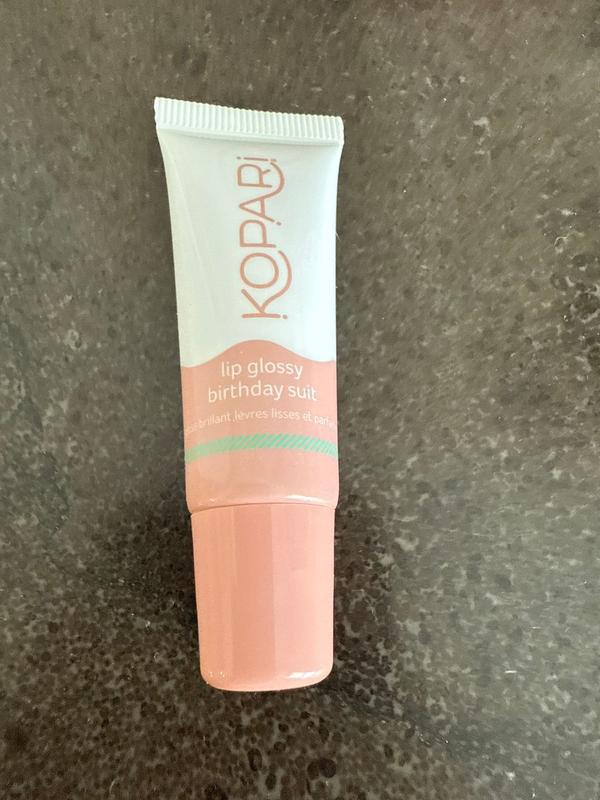 KOPARI
lip glossy
birthday suit
brillant lèvres lisses et